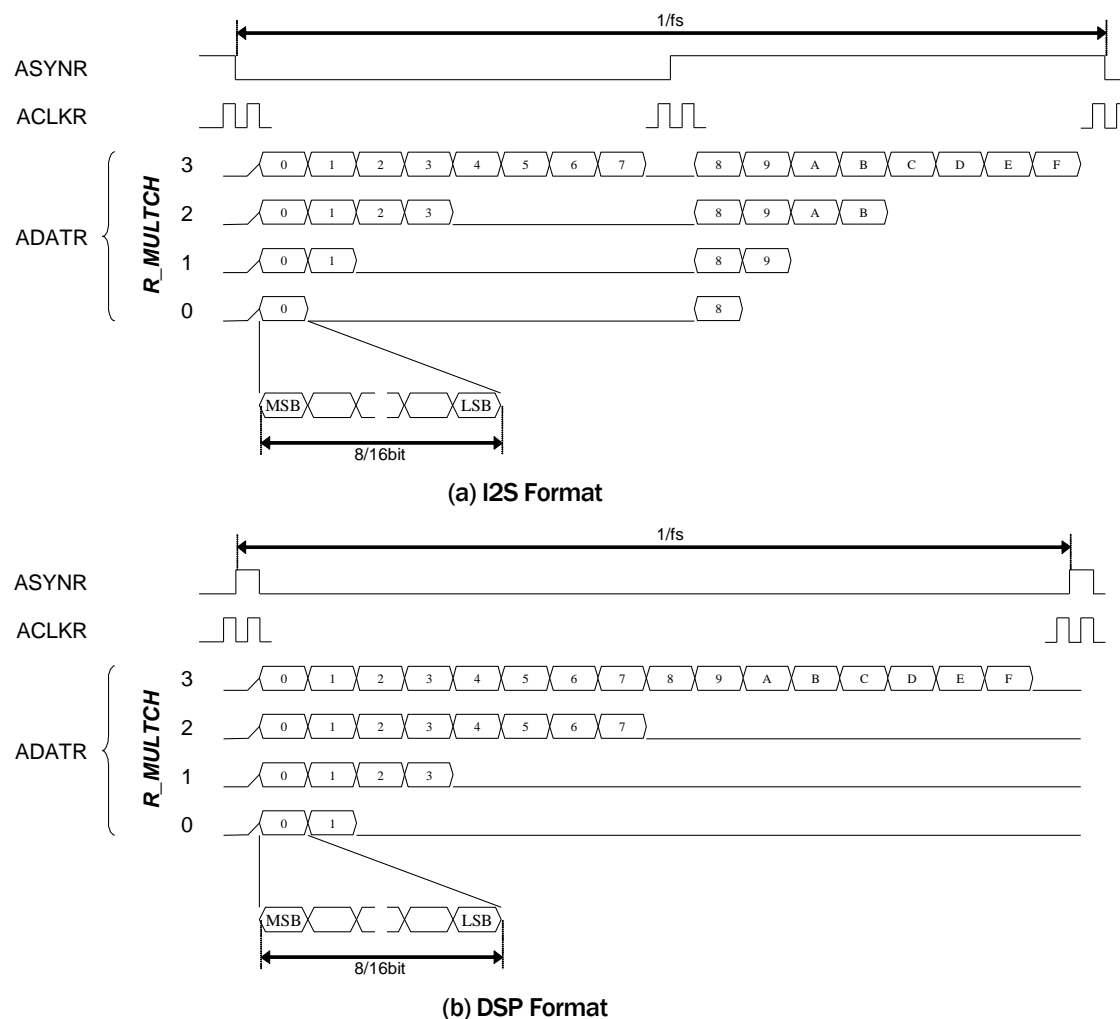 1/fs
ASYNR
ACLKR
ADATR
R_MULTCH
3 0 1 2 3 4 5 6 7 8 9 A B C D E F
2 0 1 2 3 8 9 A B
1 0 1 8 9
0 0 8
MSB LSB
8/16bit
(a) I2S Format
1/fs
ASYNR
ACLKR
ADATR
R_MULTCH
3 0 1 2 3 4 5 6 7 8 9 A B C D E F
2 0 1 2 3 4 5 6 7
1 0 1 2 3
0 0 1
MSB LSB
8/16bit
(b) DSP Format